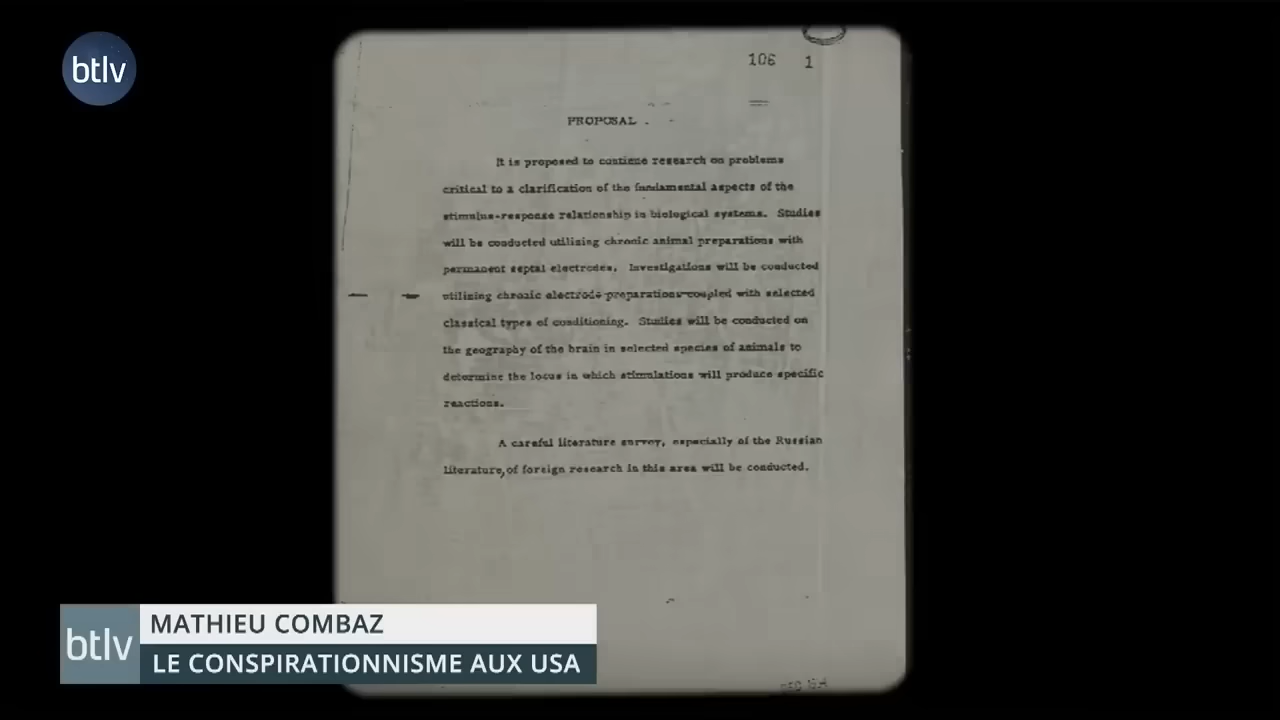 btlv
106 1
PROPOSAL
It is proposed to continue research on problems
critical to a clarification of the fundamental aspects of the
stimulus-response relationship in biological systems. Studies
will be conducted utilizing chronic animal preparations with
permanent septal electrodes. Investigations will be conducted
utilizing chronic electrode preparations coupled with selected
classical types of conditioning. Studies will be conducted on
the geography of the brain in selected species of animals to
determine the locus in which stimulations will produce specific
reactions.
A careful literature survey, especially of the Russian
literature, of foreign research in this area will be conducted.
btlv
MATHIEU COMBAZ
LE CONSPIRATIONNISME AUX USA